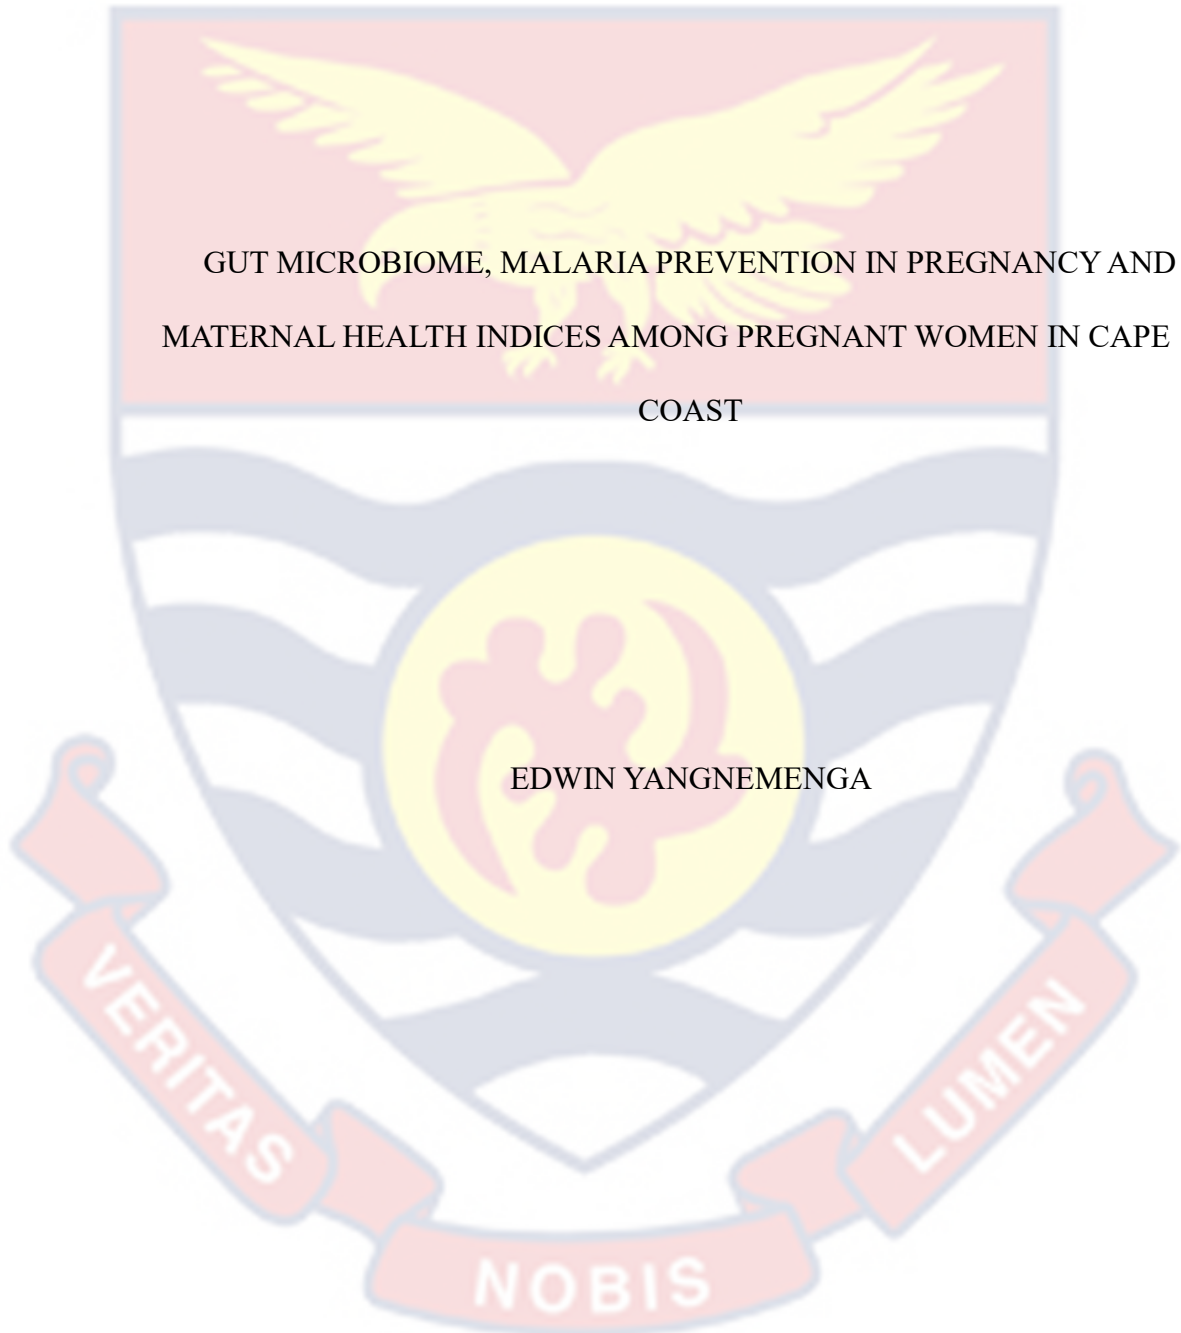 GUT MICROBIOME, MALARIA PREVENTION IN PREGNANCY AND
MATERNAL HEALTH INDICES AMONG PREGNANT WOMEN IN CAPE
COAST
EDWIN YANGNEMENGA
VERITAS
NOBIS
LUMEN